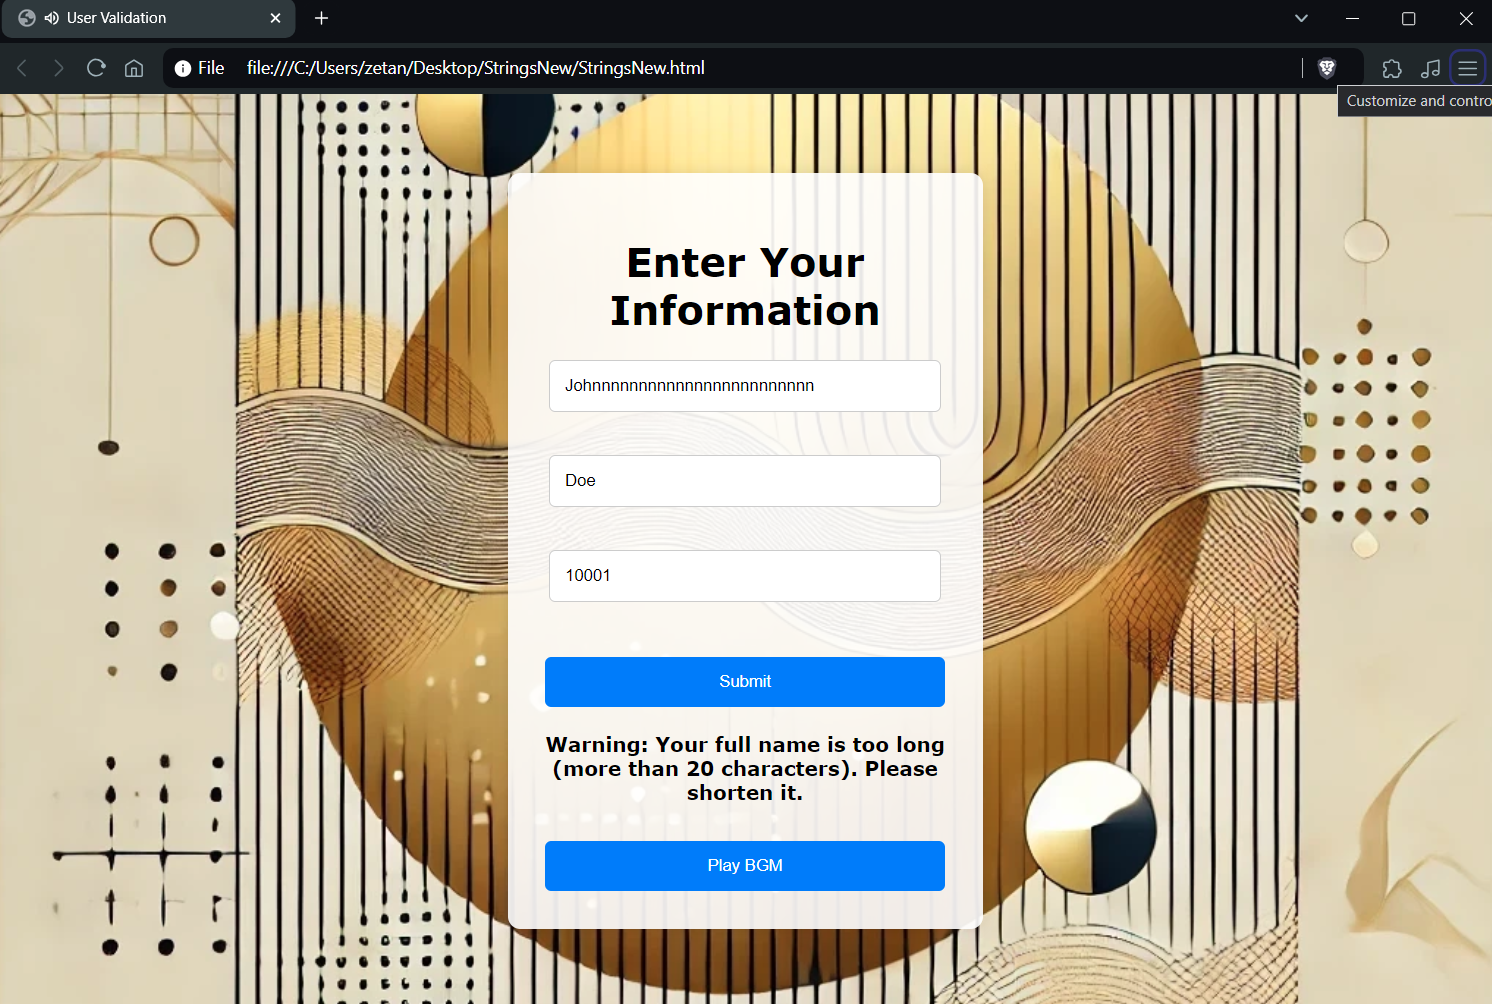 User Validation
File file:///C:/Users/zetan/Desktop/StringsNew/StringsNew.html
Customize and contro
Enter Your
Information
Johnnnnnnnnnnnnnnnnnnnnnnnnn
Doe
10001
Submit
Warning: Your full name is too long
(more than 20 characters). Please
shorten it.
Play BGM